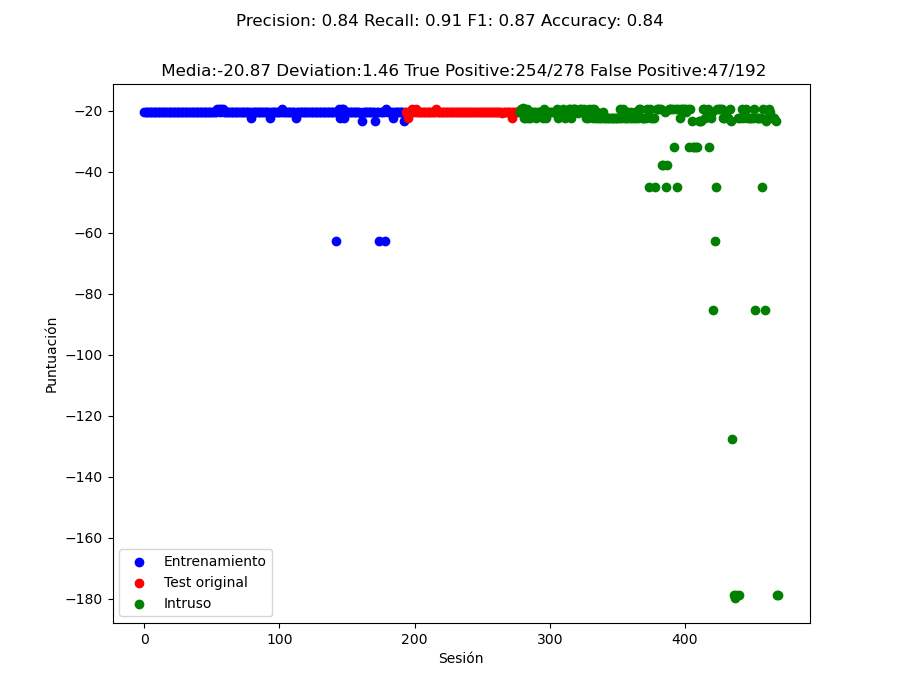 Precision: 0.84 Recall: 0.91 F1: 0.87 Accuracy: 0.84
Media:-20.87 Deviation:1.46 True Positive:254/278 False Positive:47/192
−20
−40
−60
−80
−100
−120
−140
−160
−180
Puntuación
Entrenamiento
Test original
Intruso
0
100
200
300
400
Sesión